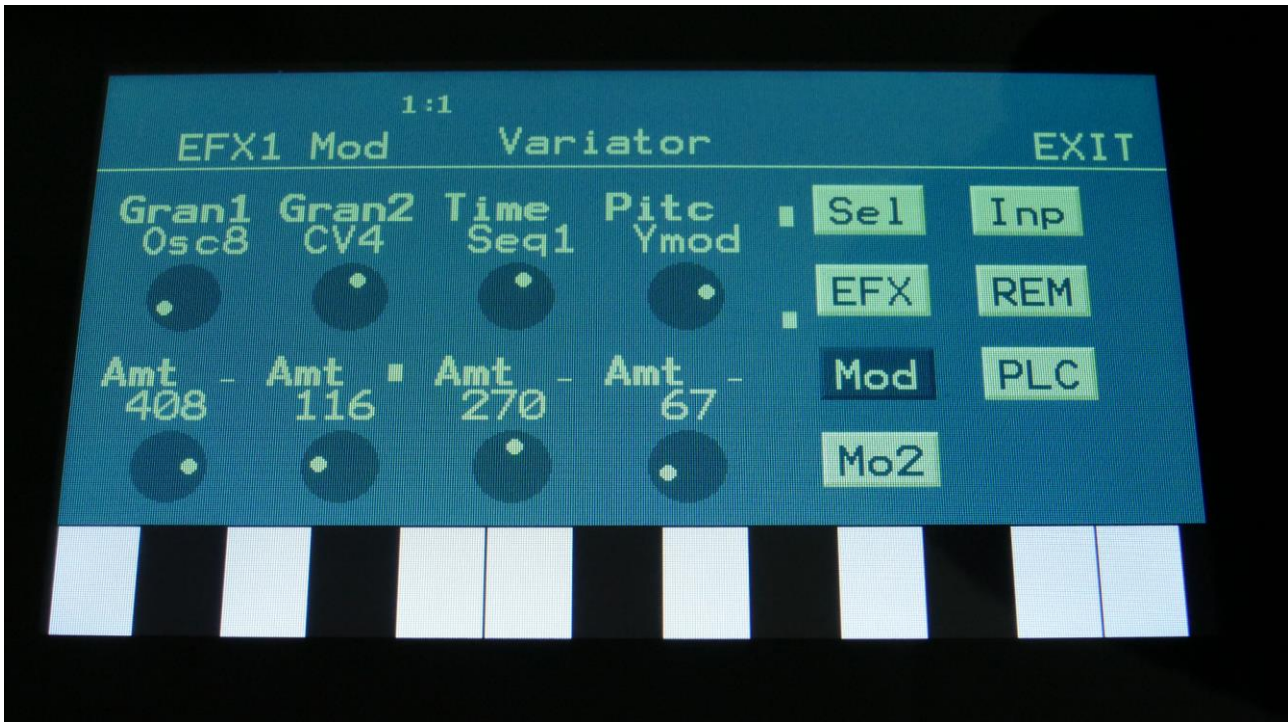 1:1
EFX1 Mod Variator EXIT
Gran1 Gran2 Time Pitc Sel Inp
Osc8 CV4 Seq1 Ymod
EFX REM
Amt _ Amt Amt _ Amt _ Mod PLC
408 116 270 67
Mo2